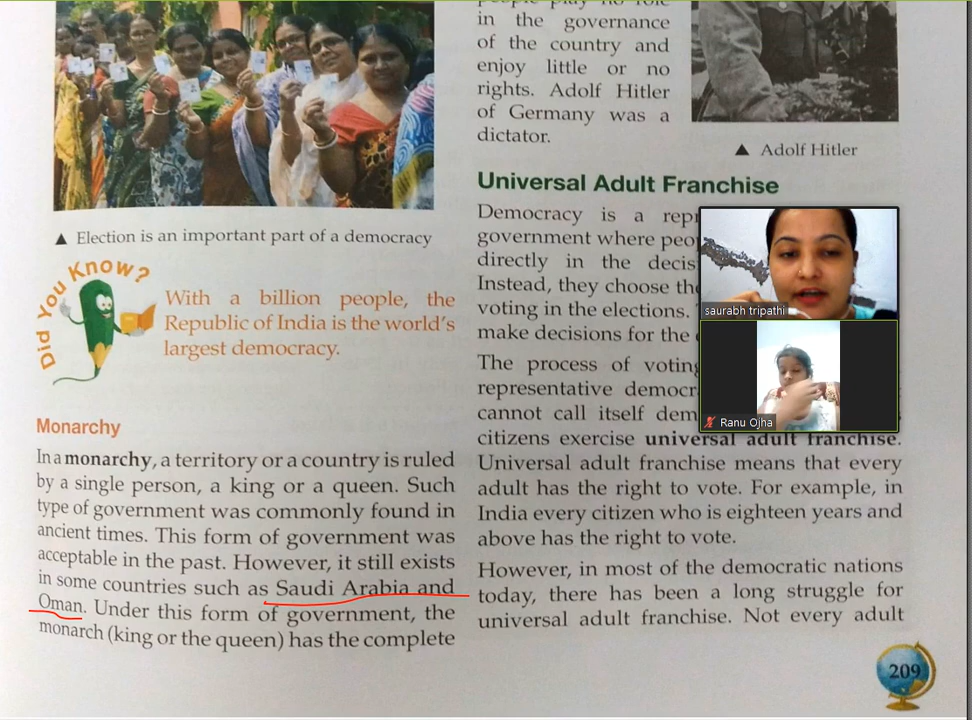 ▲ Election is an important part of a democracy
Did You Know?
With a billion people, the
Republic of India is the world's
largest democracy.
Monarchy
In a monarchy, a territory or a country is ruled
by a single person, a king or a queen. Such
type of government was commonly found in
ancient times. This form of government was
acceptable in the past. However, it still exists
in some countries such as Saudi Arabia and
Oman. Under this form of government, the
monarch (king or the queen) has the complete
people play no role
in the governance
of the country and
enjoy little or no
rights. Adolf Hitler
of Germany was a
dictator.
▲ Adolf Hitler
Universal Adult Franchise
Democracy is a
government where
directly in the
Instead, they choose
voting in the elections.
make decisions for the
The process of voting
representative
cannot call itself
citizens exercise universal adult franchise.
Universal adult franchise means that every
adult has the right to vote. For example, in
India every citizen who is eighteen years and
above has the right to vote.
However, in most of the democratic nations
today, there has been a long struggle for
universal adult franchise. Not every adult
209
saurabh tripathi
Ranu Ojha